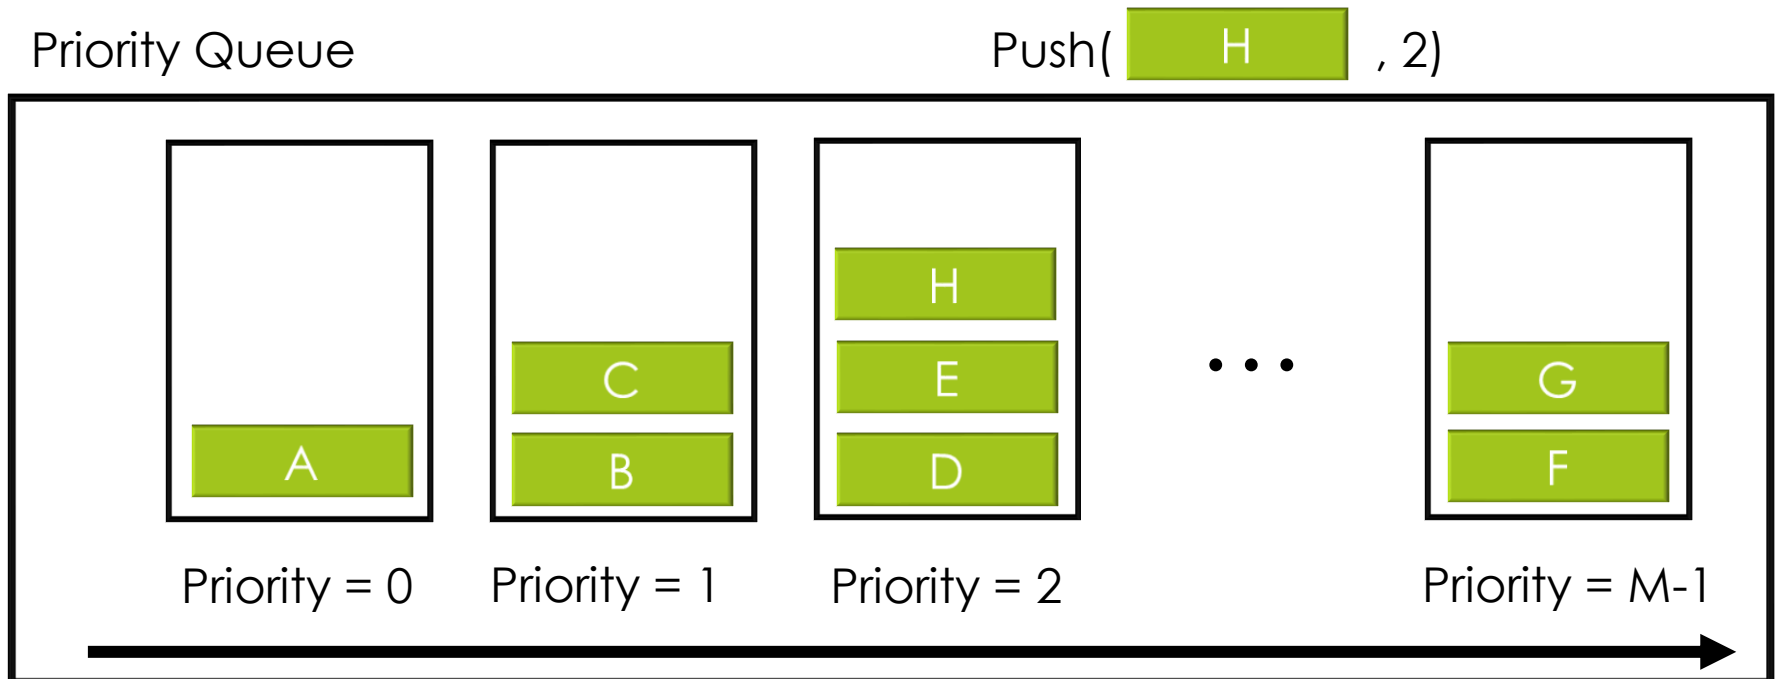 Priority Queue
Push( H , 2)
H
C
E
G
A
B
D
F
...
Priority = 0
Priority = 1
Priority = 2
Priority = M-1